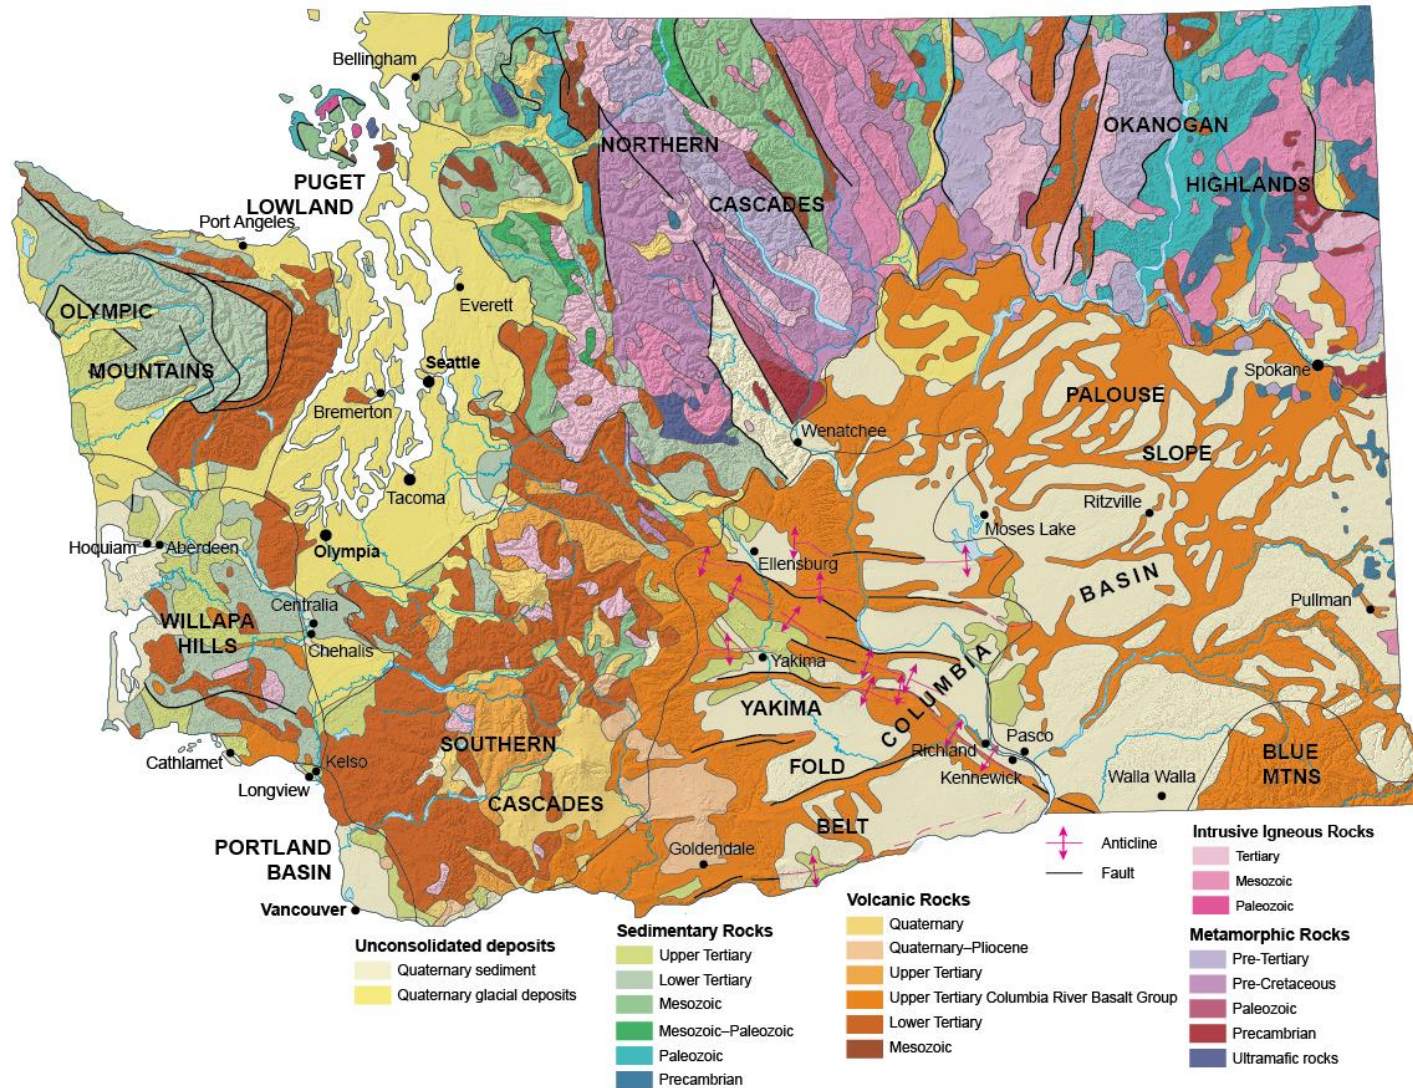 Bellingham
NORTHERN
OKANOGAN
PUGET
LOWLAND
HIGHLANDS
CASCADES
Port Angeles
Everett
OLYMPIC
MOUNTAINS
Seattle
Bremerton
Spokane
PALOUSE
Wenatchee
SLOPE
Tacoma
Ritzville
Moses Lake
Hoquiam
Aberdeen
Olympia
Ellensburg
BASIN
Centralia
WILLAPA
HILLS
Chehalis
Pullman
Yakima
COLUMBIA
YAKIMA
SOUTHERN
Cathlamet
Kelso
Longview
FOLD
Richland
Pasco
Kennewick
BLUE
MTNS
Walla Walla
CASCADES
BELT
PORTLAND
BASIN
Goldendale
Vancouver
Anticline
Fault
Unconsolidated deposits
Quaternary sediment
Quaternary glacial deposits
Sedimentary Rocks
Upper Tertiary
Lower Tertiary
Mesozoic
Mesozoic–Paleozoic
Paleozoic
Precambrian
Volcanic Rocks
Quaternary
Quaternary–Pliocene
Upper Tertiary
Upper Tertiary Columbia River Basalt Group
Lower Tertiary
Mesozoic
Intrusive Igneous Rocks
Tertiary
Mesozoic
Paleozoic
Metamorphic Rocks
Pre-Tertiary
Pre-Cretaceous
Paleozoic
Precambrian
Ultramafic rocks